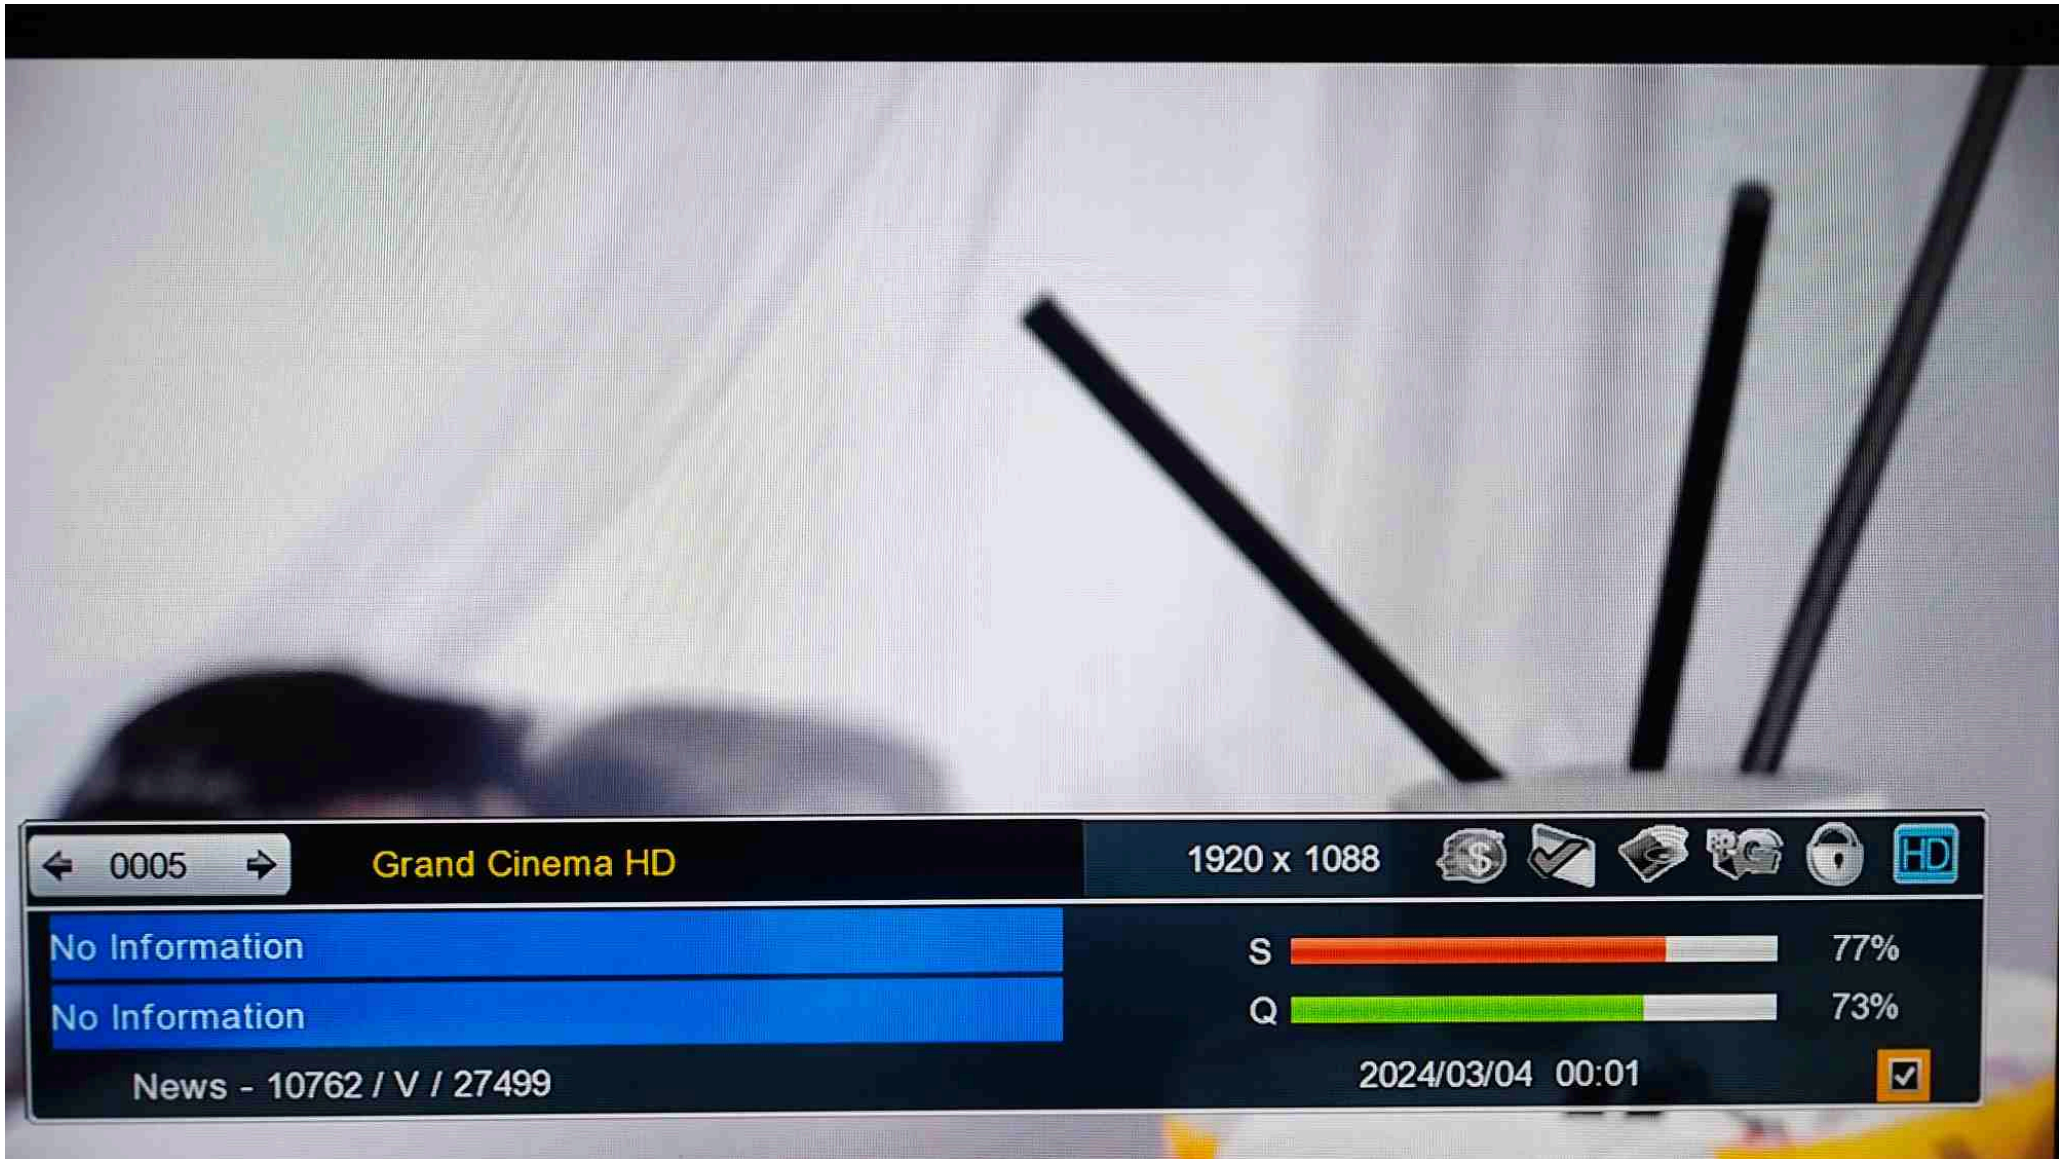 0005
Grand Cinema HD
1920 x 1088
HD
No Information
S 77%
No Information
Q 73%
News - 10762 / V / 27499
2024/03/04 00:01